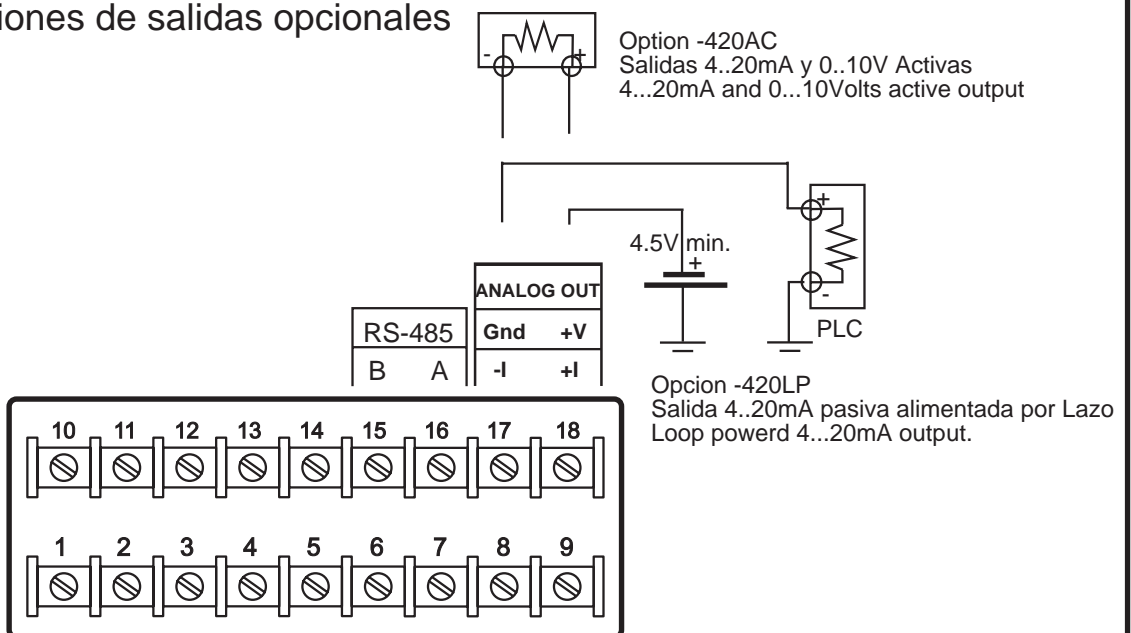 iones de salidas opcionales
- +
Option -420AC
Salidas 4..20mA y 0..10V Activas
4...20mA and 0...10Volts active output
4.5V min.
+
+
-
PLC
ANALOG OUT
RS-485 Gnd +V
B A -I +I
Opcion -420LP
Salida 4..20mA pasiva alimentada por Lazo
Loop powerd 4...20mA output.
10 11 12 13 14 15 16 17 18
1 2 3 4 5 6 7 8 9